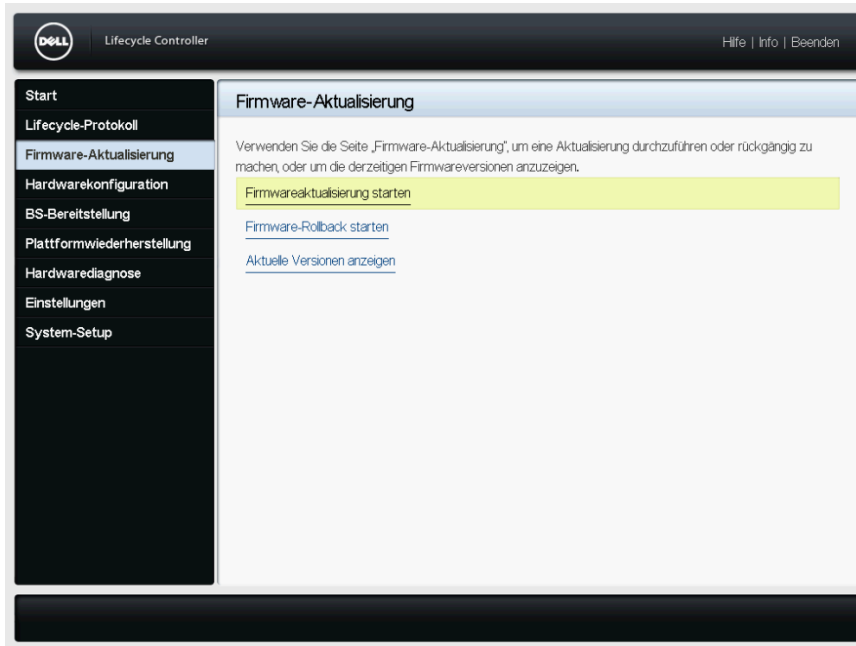 DELL
Lifecycle Controller
Hilfe | Info | Beenden
Start
Lifecycle-Protokoll
Firmware-Aktualisierung
Hardwarekonfiguration
BS-Bereitstellung
Plattformwiederherstellung
Hardwarediagnose
Einstellungen
System-Setup
Firmware-Aktualisierung
Verwenden Sie die Seite „Firmware-Aktualisierung", um eine Aktualisierung durchzuführen oder rückgängig zu
machen, oder um die derzeitigen Firmwareversionen anzuzeigen.
Firmwareaktualisierung starten
Firmware-Rollback starten
Aktuelle Versionen anzeigen